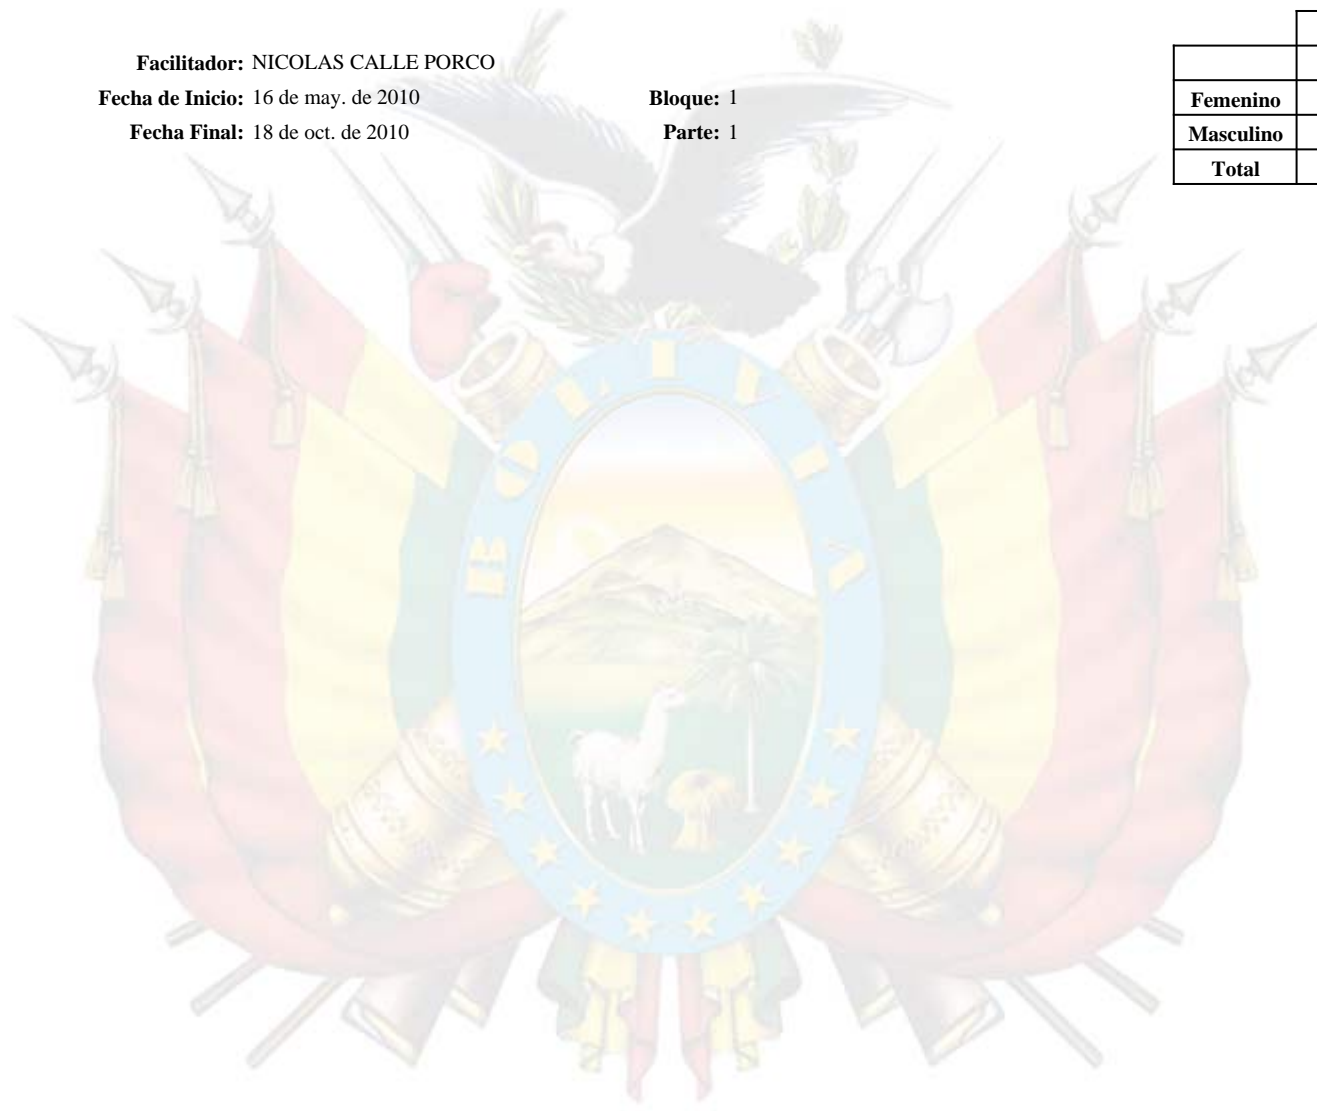 Facilitador: NICOLAS CALLE PORCO
Fecha de Inicio: 16 de may. de 2010 Bloque: 1
Fecha Final: 18 de oct. de 2010 Parte: 1
Femenino
Masculino
Total
BOLIVIA